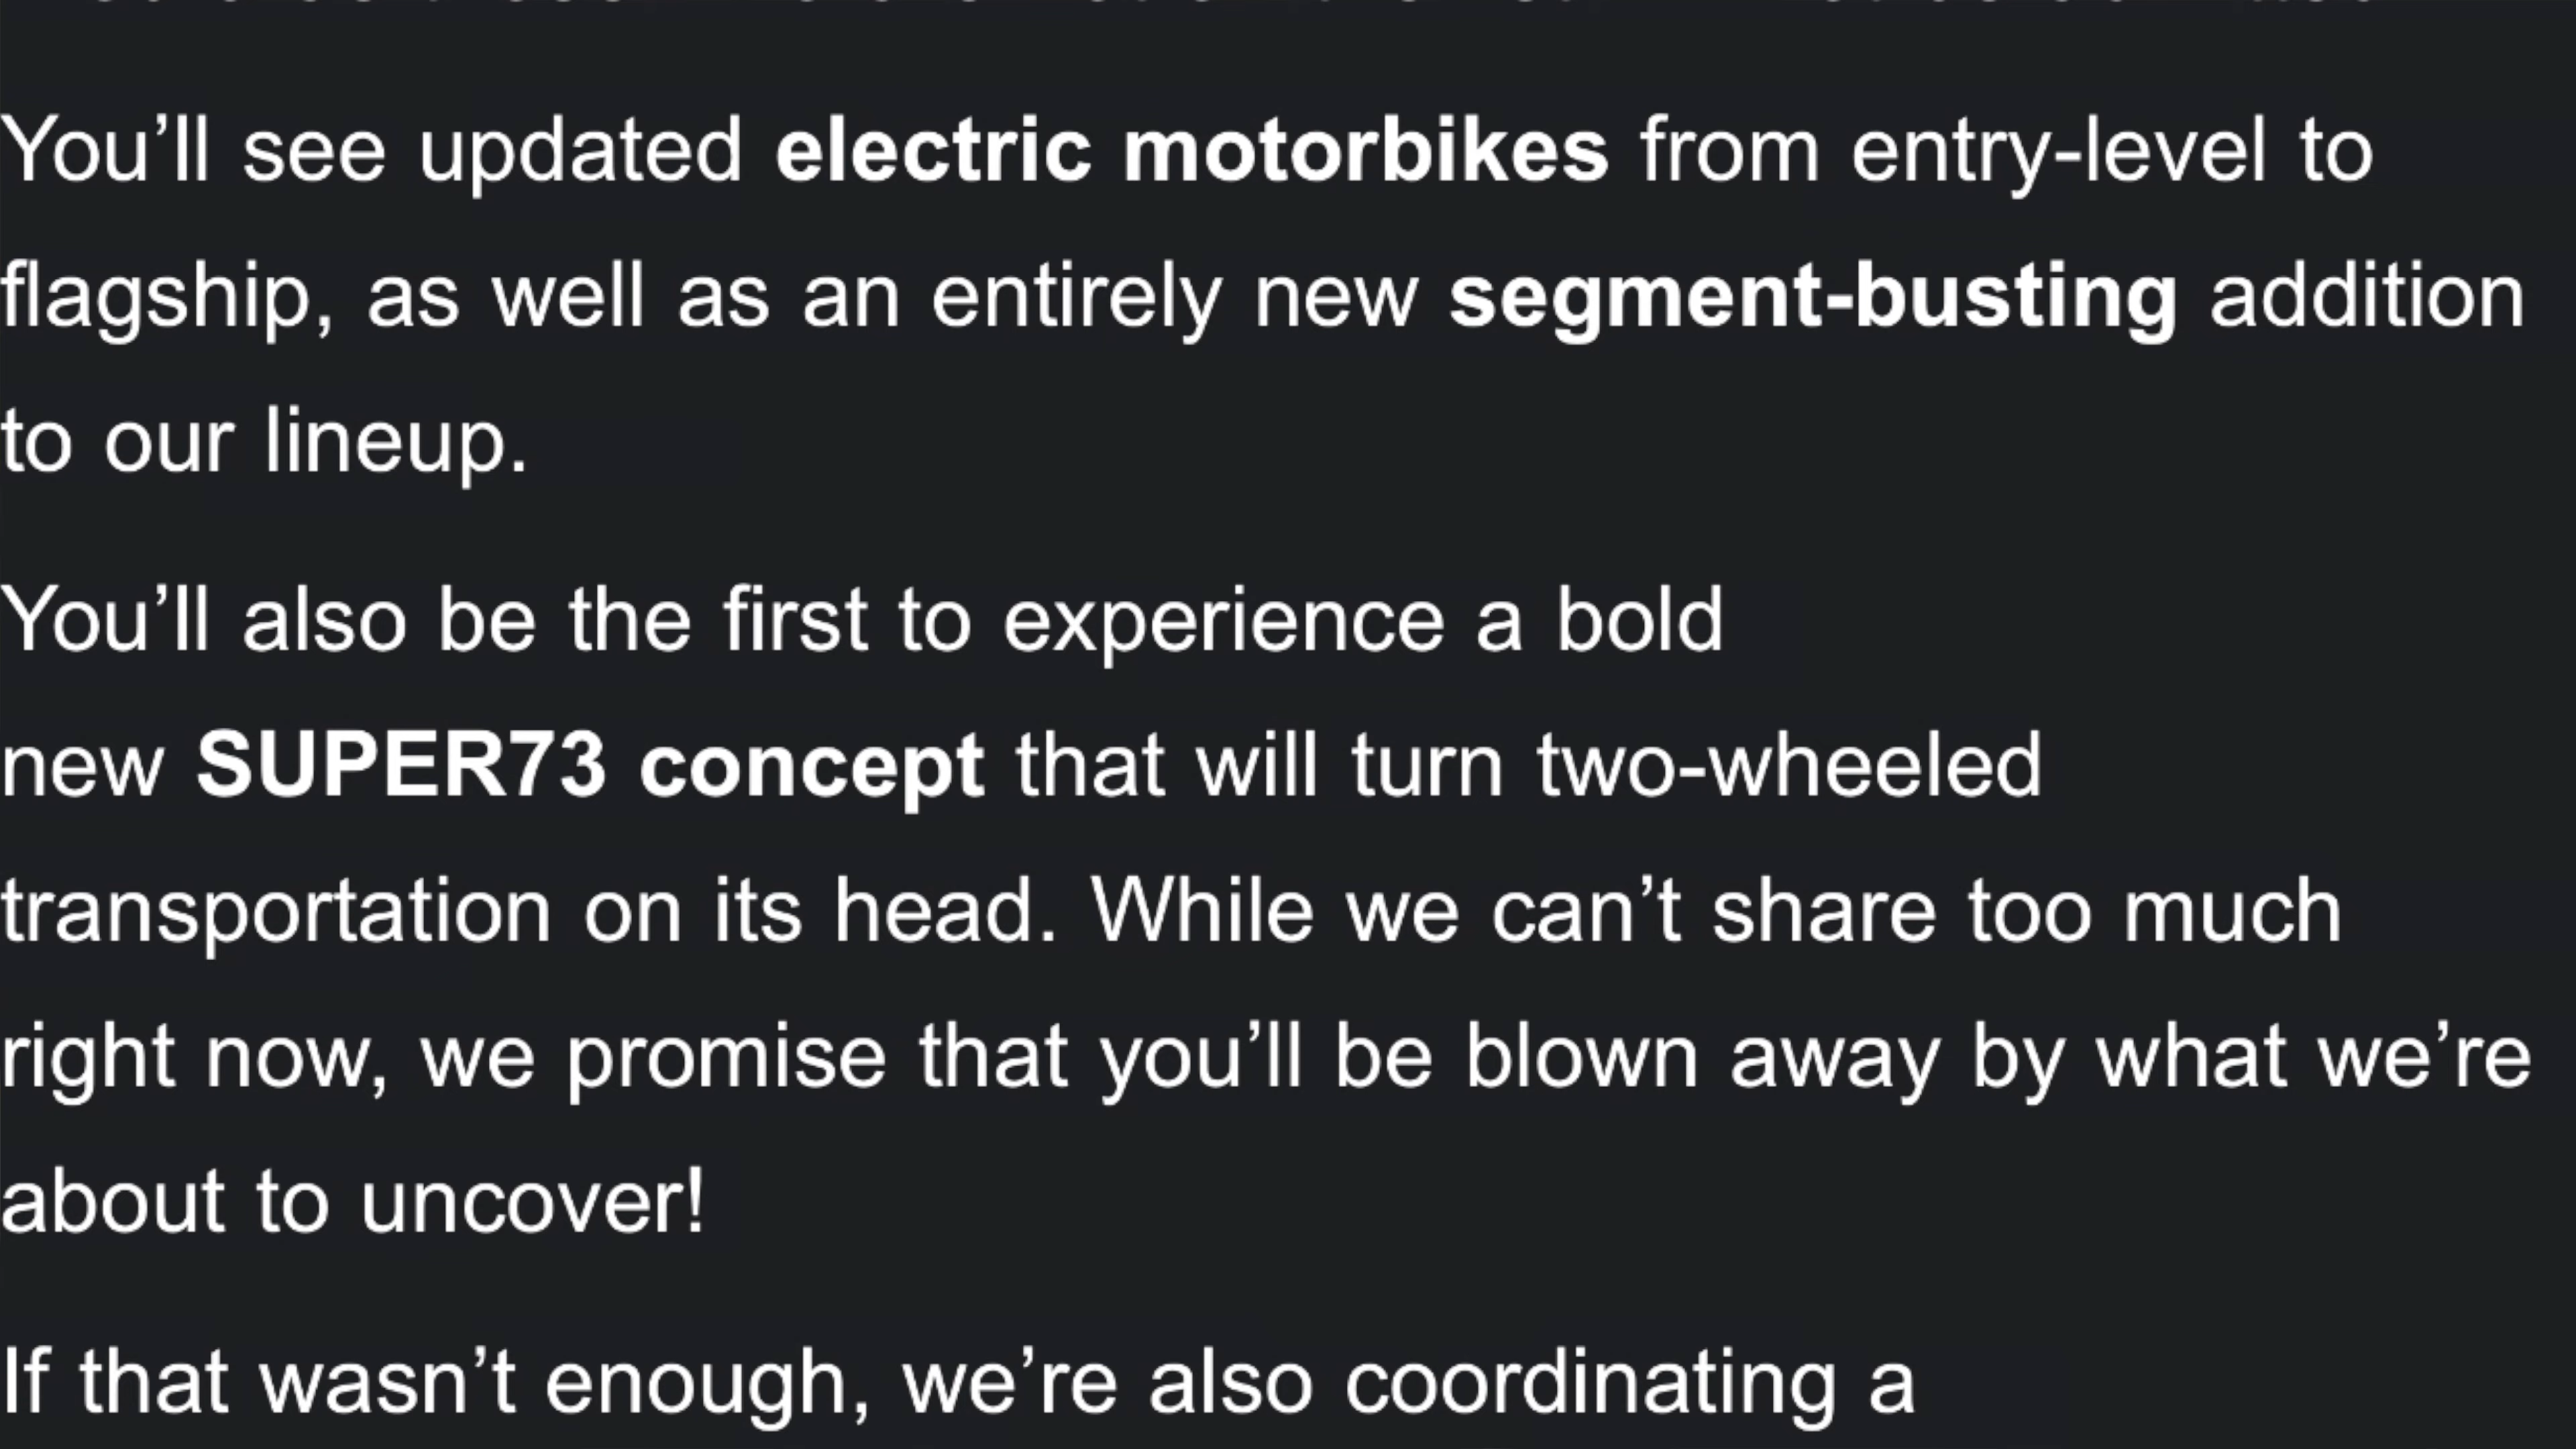 You’ll see updated electric motorbikes from entry-level to
flagship, as well as an entirely new segment-busting addition
to our lineup.
You’ll also be the first to experience a bold
new SUPER73 concept that will turn two-wheeled
transportation on its head. While we can’t share too much
right now, we promise that you’ll be blown away by what we’re
about to uncover!
If that wasn’t enough, we’re also coordinating a